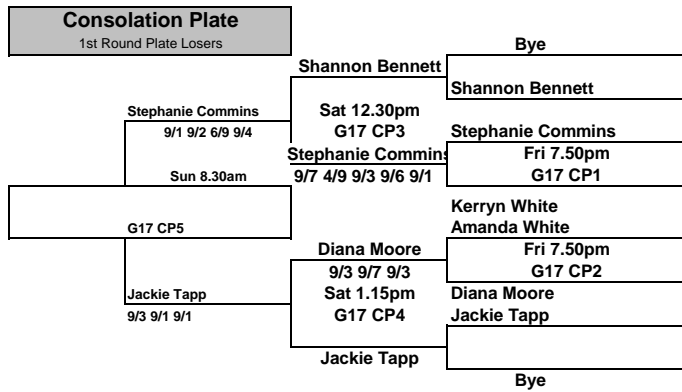 Consolation Plate
1st Round Plate Losers
Bye
Shannon Bennett
Shannon Bennett
Stephanie Commins
Sat 12.30pm
9/1 9/2 6/9 9/4
G17 CP3
Stephanie Commins
Stephanie Commins
Fri 7.50pm
Sun 8.30am
9/7 4/9 9/3 9/6 9/1
G17 CP1
Kerryn White
G17 CP5
Amanda White
Diana Moore
Fri 7.50pm
9/3 9/7 9/3
G17 CP2
Jackie Tapp
Sat 1.15pm
Diana Moore
9/3 9/1 9/1
G17 CP4
Jackie Tapp
Jackie Tapp
Bye